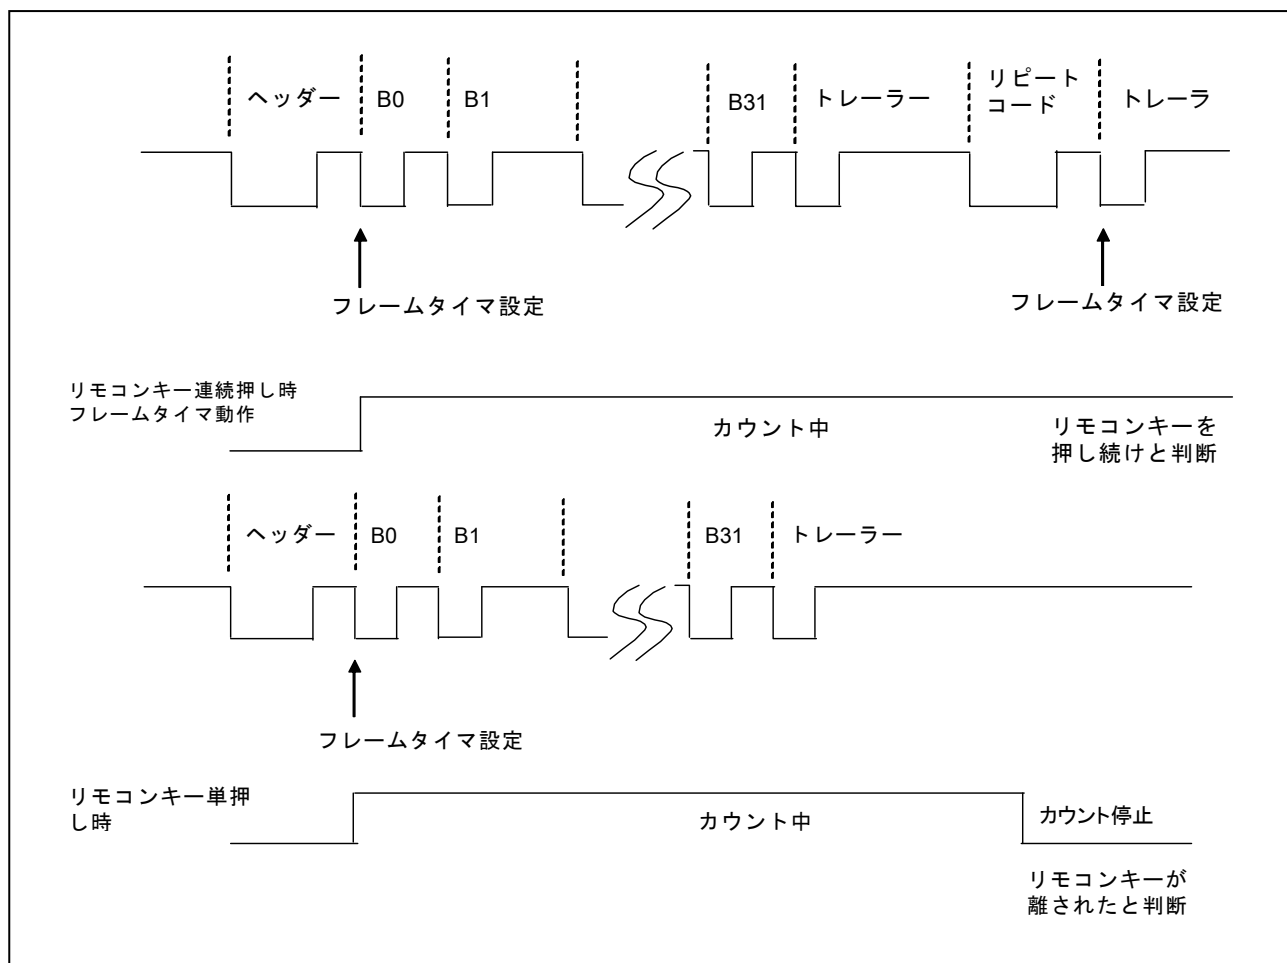 ヘッダー B0 B1 B31 トレーラー リピート
コード トレーラ
フレームタイマ設定 フレームタイマ設定
リモコンキー連続押し時
フレームタイマ動作
カウント中
リモコンキーを
押し続けと判断
ヘッダー B0 B1 B31 トレーラー
フレームタイマ設定
リモコンキー単押
し時
カウント中
カウント停止
リモコンキーが
離されたと判断